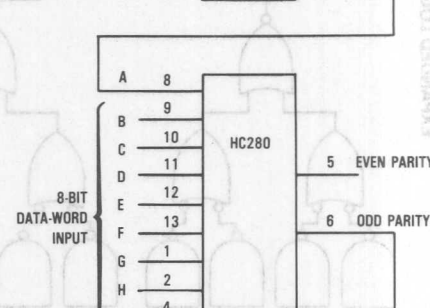 A 8
B 9
C 10
D 11
E 12
F 13
G 1
H 2
4
HC280
5 EVEN PARITY
6 ODD PARITY
8-BIT
DATA-WORD
INPUT